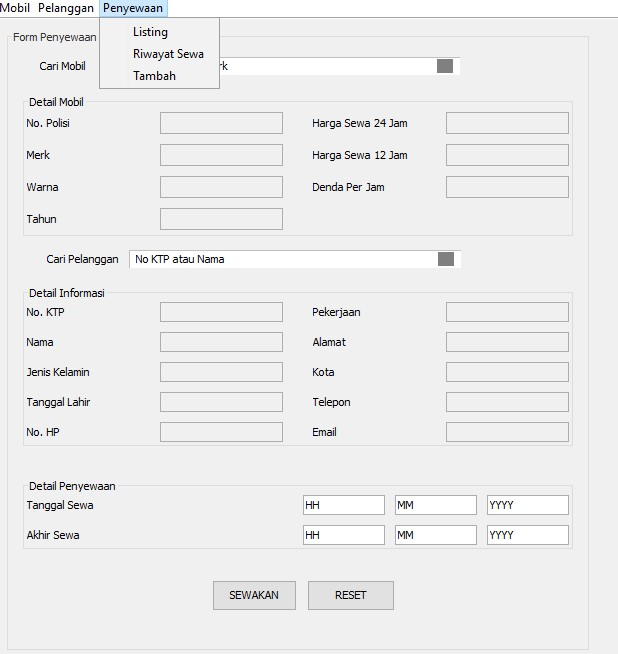 Mobil Pelanggan Penyewaan
Listing
Riwayat Sewa
Tambah
Form Penyewaan
Cari Mobil
Detail Mobil
No. Polisi Harga Sewa 24 Jam
Merk Harga Sewa 12 Jam
Warna Denda Per Jam
Tahun
Cari Pelanggan No KTP atau Nama
Detail Informasi
No. KTP Pekerjaan
Nama Alamat
Jenis Kelamin Kota
Tanggal Lahir Telepon
No. HP Email
Detail Penyewaan
Tanggal Sewa HH MM YYYY
Akhir Sewa HH MM YYYY
SEWAKAN RESET